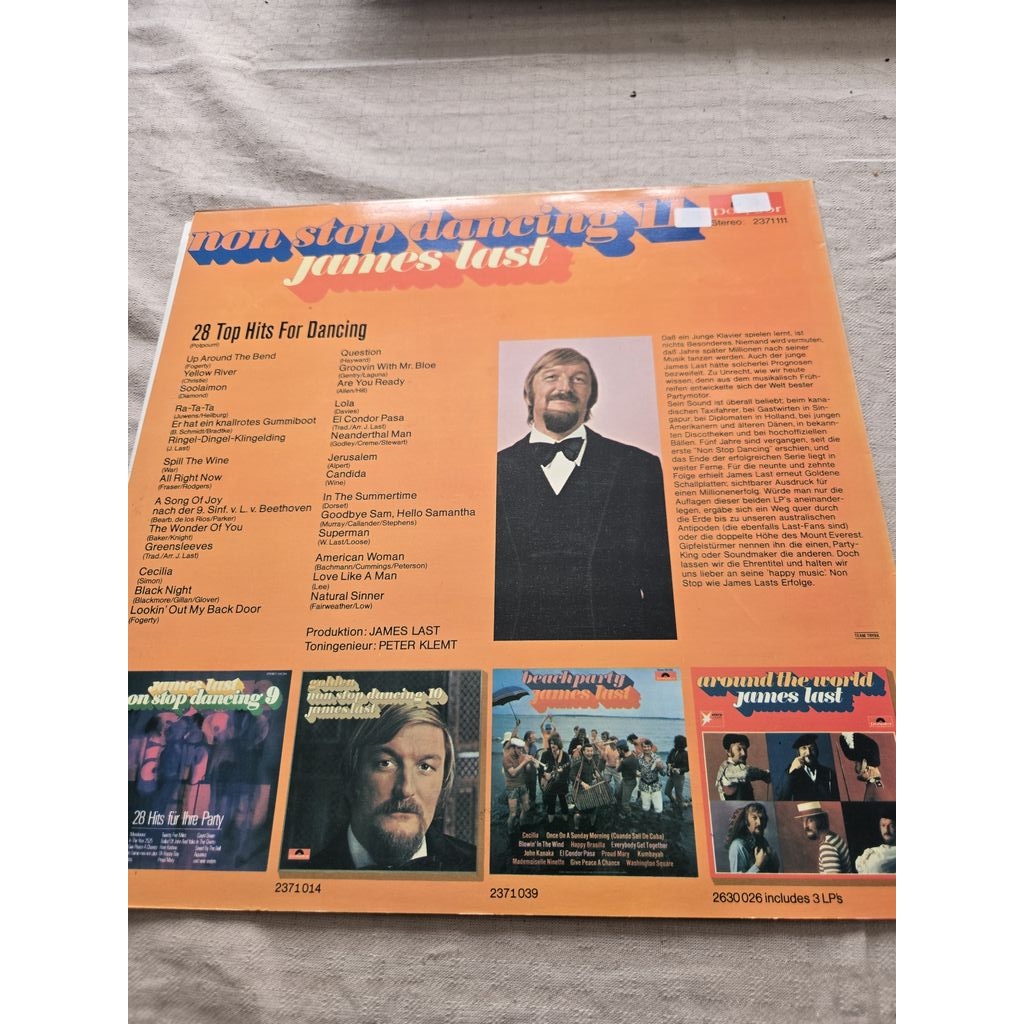 non stop dancing 11
james last
Stereo: 2371 111
28 Top Hits For Dancing
(Potpourri)
Up Around The Bend
(Fogerty)
Yellow River
(Christie)
Soolaimon
(Diamond)
Ra-Ta-Ta
(Juwens/Heilburg)
Er hat ein knallrotes Gummiboot
(B. Schmidt/Bradtke)
Ringel-Dingel-Klingelding
(J. Last)
Spill The Wine
(War)
All Right Now
(Fraser/Rodgers)
A Song Of Joy
nach der 9. Sinf. v. L. v. Beethoven
(Bearb. de los Rios/Parker)
The Wonder Of You
(Baker/Knight)
Greensleeves
(Trad./Arr. J. Last)
Cecilia
(Simon)
Black Night
(Blackmore/Gillan/Glover)
Lookin' Out My Back Door
(Fogerty)
Question
(Hayward)
Groovin With Mr. Bloe
(Gentry/Laguna)
Are You Ready
(Allen/Hill)
Lola
(Davies)
El Condor Pasa
(Trad./Arr. J. Last)
Neanderthal Man
(Godley/Creme/Stewart)
Jerusalem
(Alpert)
Candida
(Wine)
In The Summertime
(Dorset)
Goodbye Sam, Hello Samantha
(Murray/Callander/Stephens)
Superman
(W. Last/Loose)
American Woman
(Bachmann/Cummings/Peterson)
Love Like A Man
(Lee)
Natural Sinner
(Fairweather/Low)
Produktion: JAMES LAST
Toningenieur: PETER KLEMT
Daß ein Junge Klavier spielen lernt, ist
nichts Besonderes. Niemand wird vermuten,
daß Jahre später Millionen nach seiner
Musik tanzen werden. Auch der junge
James Last hätte solcherlei Prognosen
bezweifelt. Zu Unrecht, wie wir heute
wissen, denn aus dem musikalisch Früh-
reifen entwickelte sich der Welt bester
Partymotor.
Sein Sound ist überall beliebt; beim kana-
dischen Taxifahrer, bei Gastwirten in Sin-
gapur, bei Diplomaten in Holland, bei jungen
Amerikanern und älteren Dänen, in bekann-
ten Discotheken und bei hochoffiziellen
Bällen. Fünf Jahre sind vergangen, seit die
erste "Non Stop Dancing" erschien, und
das Ende der erfolgreichen Serie liegt in
weiter Ferne. Für die neunte und zehnte
Folge erhielt James Last erneut Goldene
Schallplatten; sichtbarer Ausdruck für
einen Millionenerfolg. Würde man nur die
Auflagen dieser beiden LP's aneinander-
legen, ergäbe sich ein Weg quer durch
die Erde bis zu unseren australischen
Antipoden (die ebenfalls Last-Fans sind)
oder die doppelte Höhe des Mount Everest.
Gipfelstürmer nennen ihn die einen, Party-
King oder Soundmaker die anderen. Doch
lassen wir die Ehrentitel und halten wir
uns lieber an seine 'happy music'. Non
Stop wie James Lasts Erfolge.
james last
on stop dancing 9
28 Hits für Ihre Party
golden
non stop dancing 10
james last
beachparty
james last
Cecilia Once On A Sunday Morning (Cuando Sali De Cuba)
Blowin' In The Wind Happy Brasilia Everybody Get Together
John Kanaka El Condor Pasa Proud Mary Kumbayah
Mademoiselle Ninette Give Peace A Chance Washington Square
around the world
james last
2371 014
2371 039
2630 026 includes 3 LP's